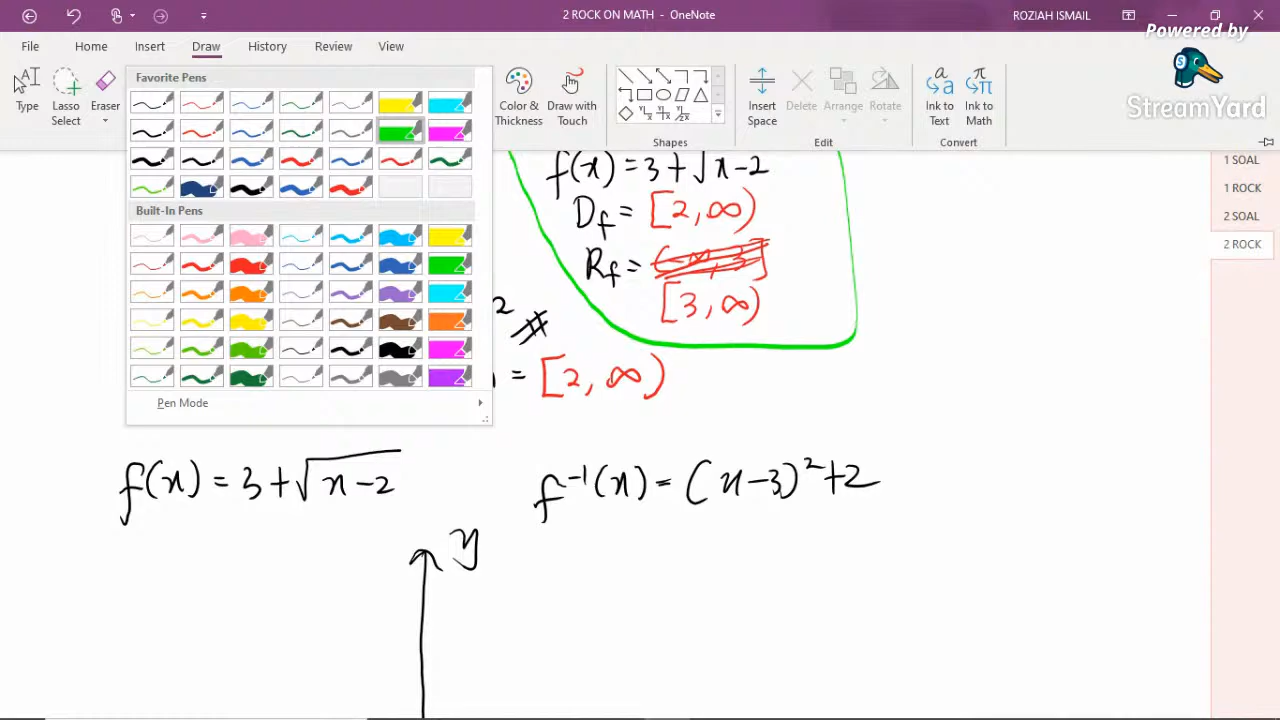 2 ROCK ON MATH - OneNote
ROZIAH ISMAIL
Powered by
StreamYard
File Home Insert Draw History Review View
Type
Lasso Select
Eraser
Favorite Pens
Built-In Pens
Pen Mode
Color & Thickness
Draw with Touch
Shapes
Insert Space
Delete
Arrange
Rotate
Edit
Ink to Text
Ink to Math
Convert
1 SOAL
1 ROCK
2 SOAL
2 ROCK
f(x) = 3 + √x-2
Df = [2, ∞)
Rf =
[3, ∞)
2 #
= [2, ∞)
f(x) = 3 + √x-2
f⁻¹(x) = (x-3)² + 2
y